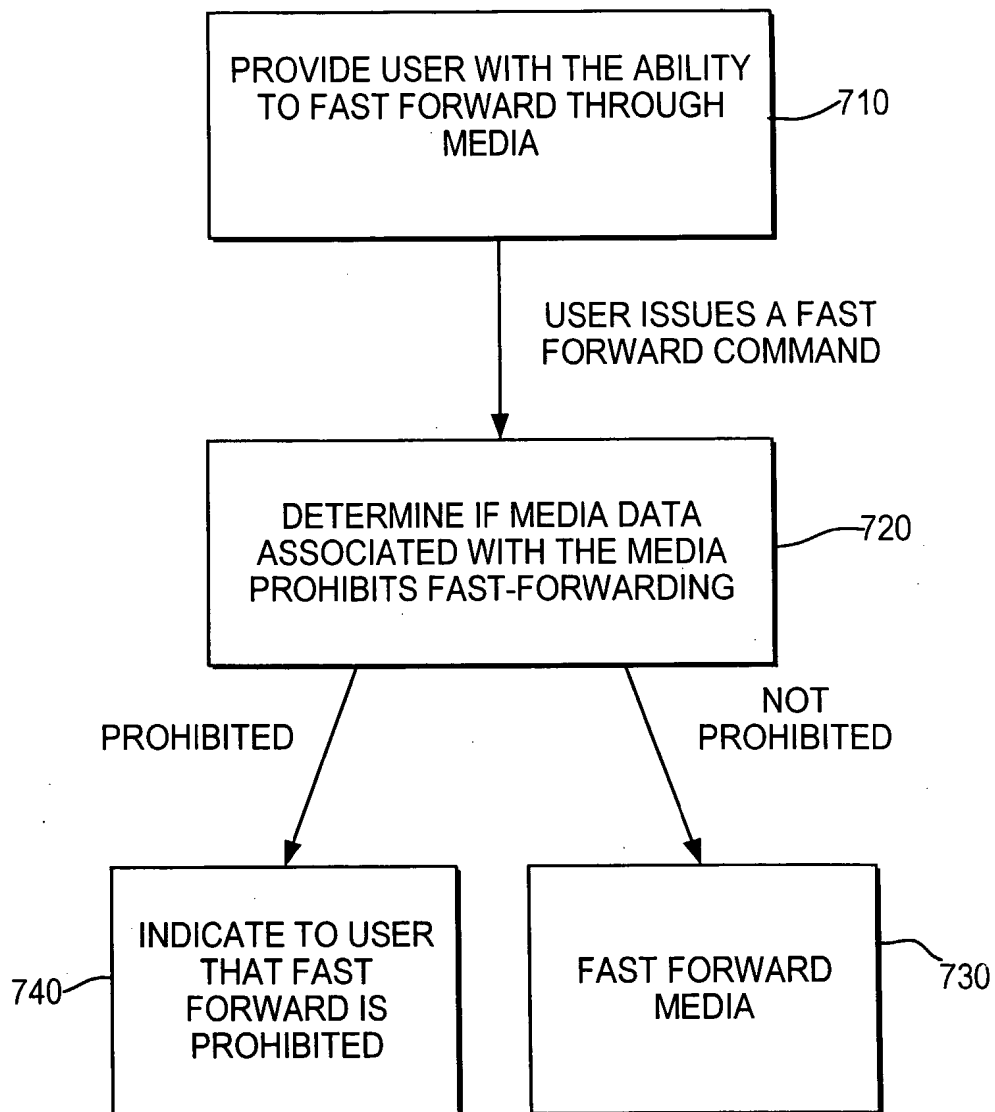 PROVIDE USER WITH THE ABILITY
TO FAST FORWARD THROUGH
MEDIA
710
USER ISSUES A FAST
FORWARD COMMAND
DETERMINE IF MEDIA DATA
ASSOCIATED WITH THE MEDIA
PROHIBITS FAST-FORWARDING
720
PROHIBITED
NOT
PROHIBITED
INDICATE TO USER
THAT FAST
FORWARD IS
PROHIBITED
740
FAST FORWARD
MEDIA
730